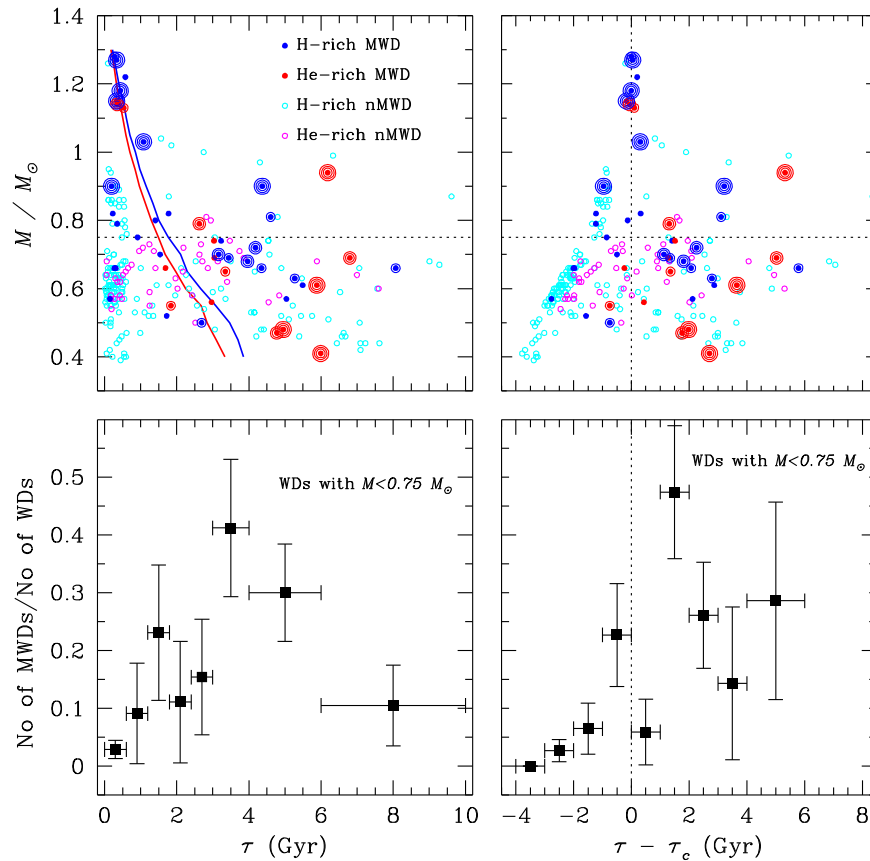 1.4
1.2
1
0.8
0.6
0.4
M / M⊙
H-rich MWD
He-rich MWD
H-rich nMWD
He-rich nMWD
0.5
0.4
0.3
0.2
0.1
0
No of MWDs/No of WDs
WDs with M<0.75 M⊙
WDs with M<0.75 M⊙
0 2 4 6 8 10
−4 −2 0 2 4 6 8
τ (Gyr)
τ − τc (Gyr)